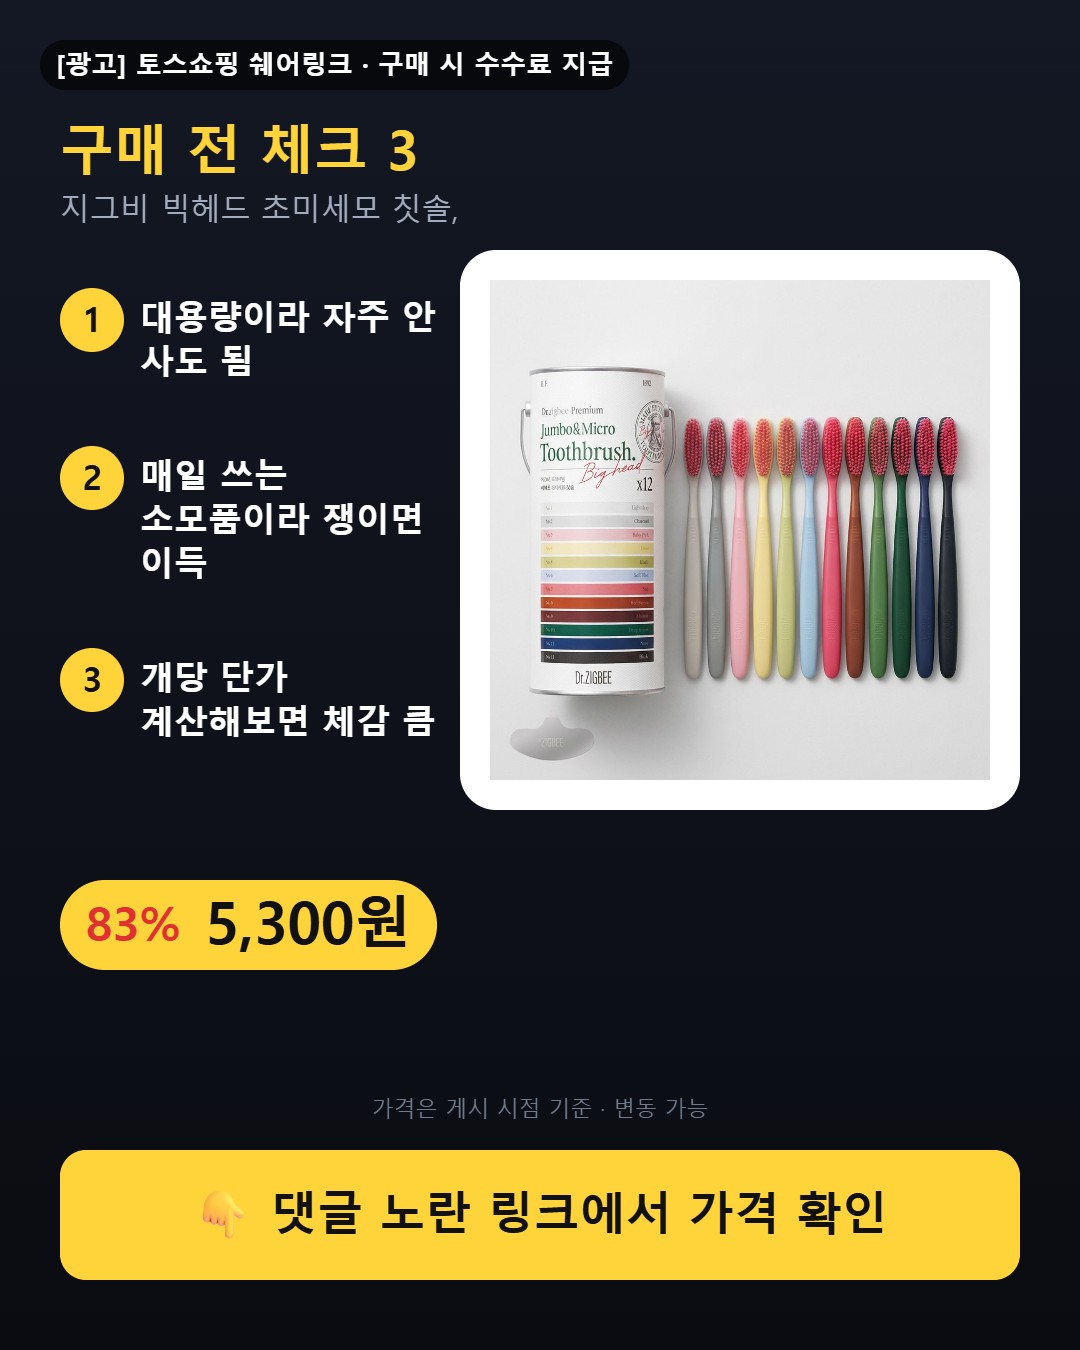 [광고] 토스쇼핑 쉐어링크 · 구매 시 수수료 지급
구매 전 체크 3
지그비 빅헤드 초미세모 칫솔,
1 대용량이라 자주 안
사도 됨
2 매일 쓰는
소모품이라 쟁이면
이득
3 개당 단가
계산해보면 체감 큼
Dr.zigbee Premium
Jumbo&Micro
Toothbrush.
Big head
x12
Dr.ZIGBEE
83% 5,300원
가격은 게시 시점 기준 · 변동 가능
👇 댓글 노란 링크에서 가격 확인